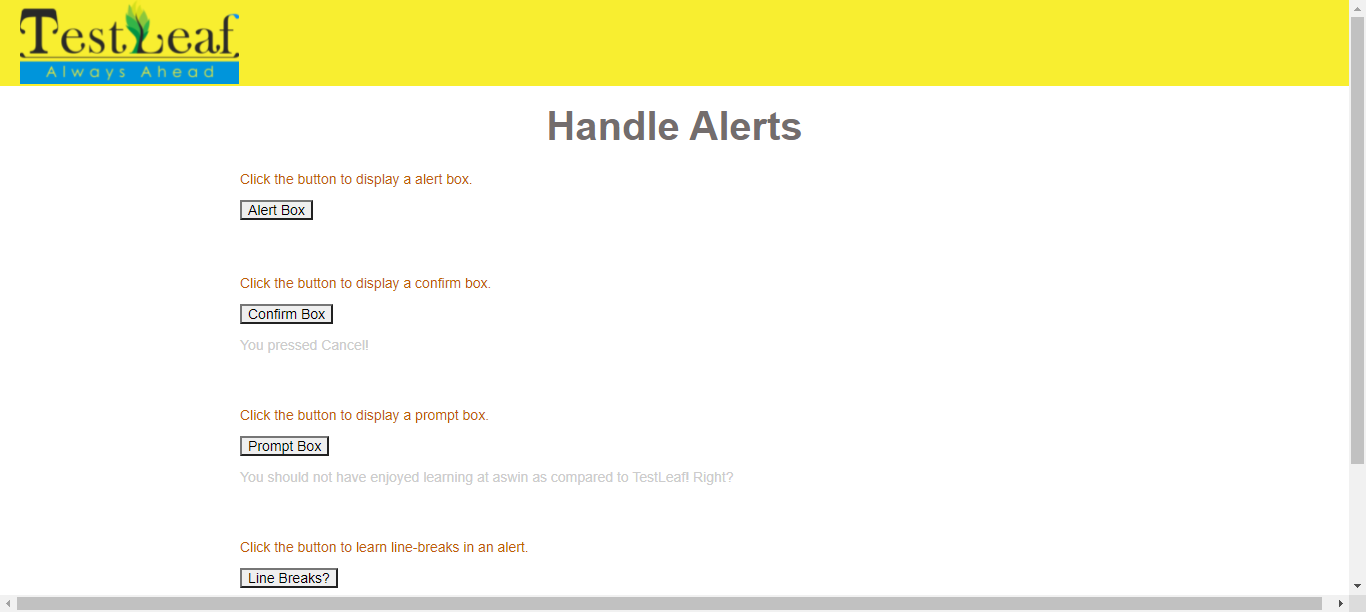 TestLeaf
Always Ahead
Handle Alerts
Click the button to display a alert box.
Alert Box
Click the button to display a confirm box.
Confirm Box
You pressed Cancel!
Click the button to display a prompt box.
Prompt Box
You should not have enjoyed learning at aswin as compared to TestLeaf! Right?
Click the button to learn line-breaks in an alert.
Line Breaks?